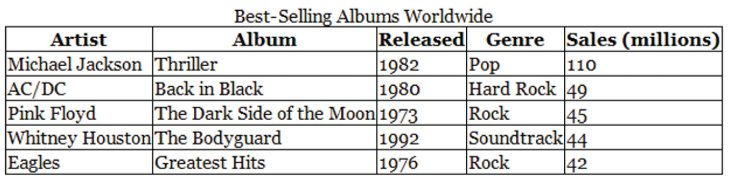 Best-Selling Albums Worldwide
Artist Album Released Genre Sales (millions)
Michael Jackson Thriller 1982 Pop 110
AC/DC Back in Black 1980 Hard Rock 49
Pink Floyd The Dark Side of the Moon 1973 Rock 45
Whitney Houston The Bodyguard 1992 Soundtrack 44
Eagles Greatest Hits 1976 Rock 42